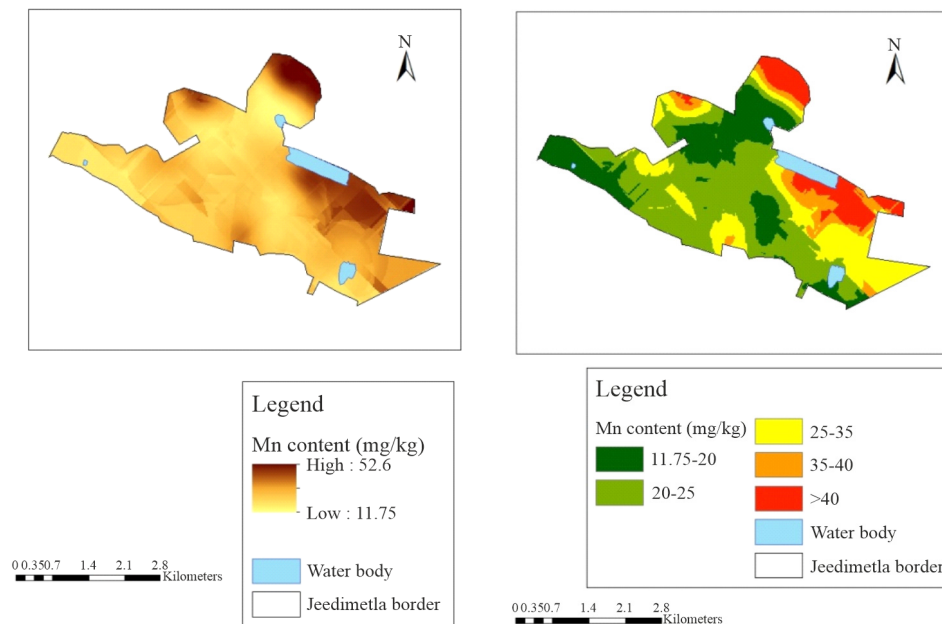 N
Legend
Mn content (mg/kg)
High : 52.6
Low : 11.75
Water body
Jeedimetla border
0 0.350.7 1.4 2.1 2.8
Kilometers
N
Legend
Mn content (mg/kg)
11.75-20
20-25
25-35
35-40
>40
Water body
Jeedimetla border
0 0.350.7 1.4 2.1 2.8
Kilometers